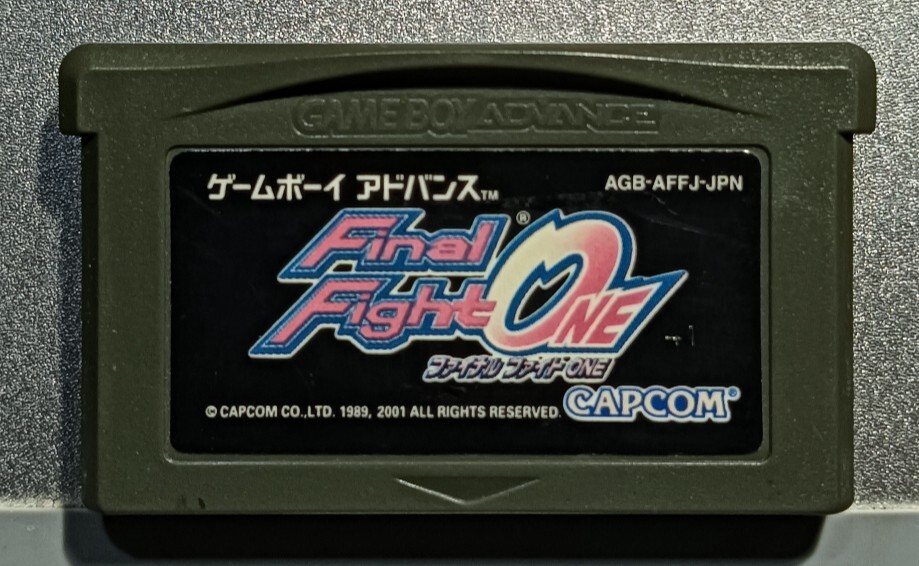 GAME BOY ADVANCE
ゲームボーイ アドバンス™
AGB-AFFJ-JPN
Final®
Fight ONE
ファイナル ファイト ONE
© CAPCOM CO.,LTD. 1989, 2001 ALL RIGHTS RESERVED.
CAPCOM®